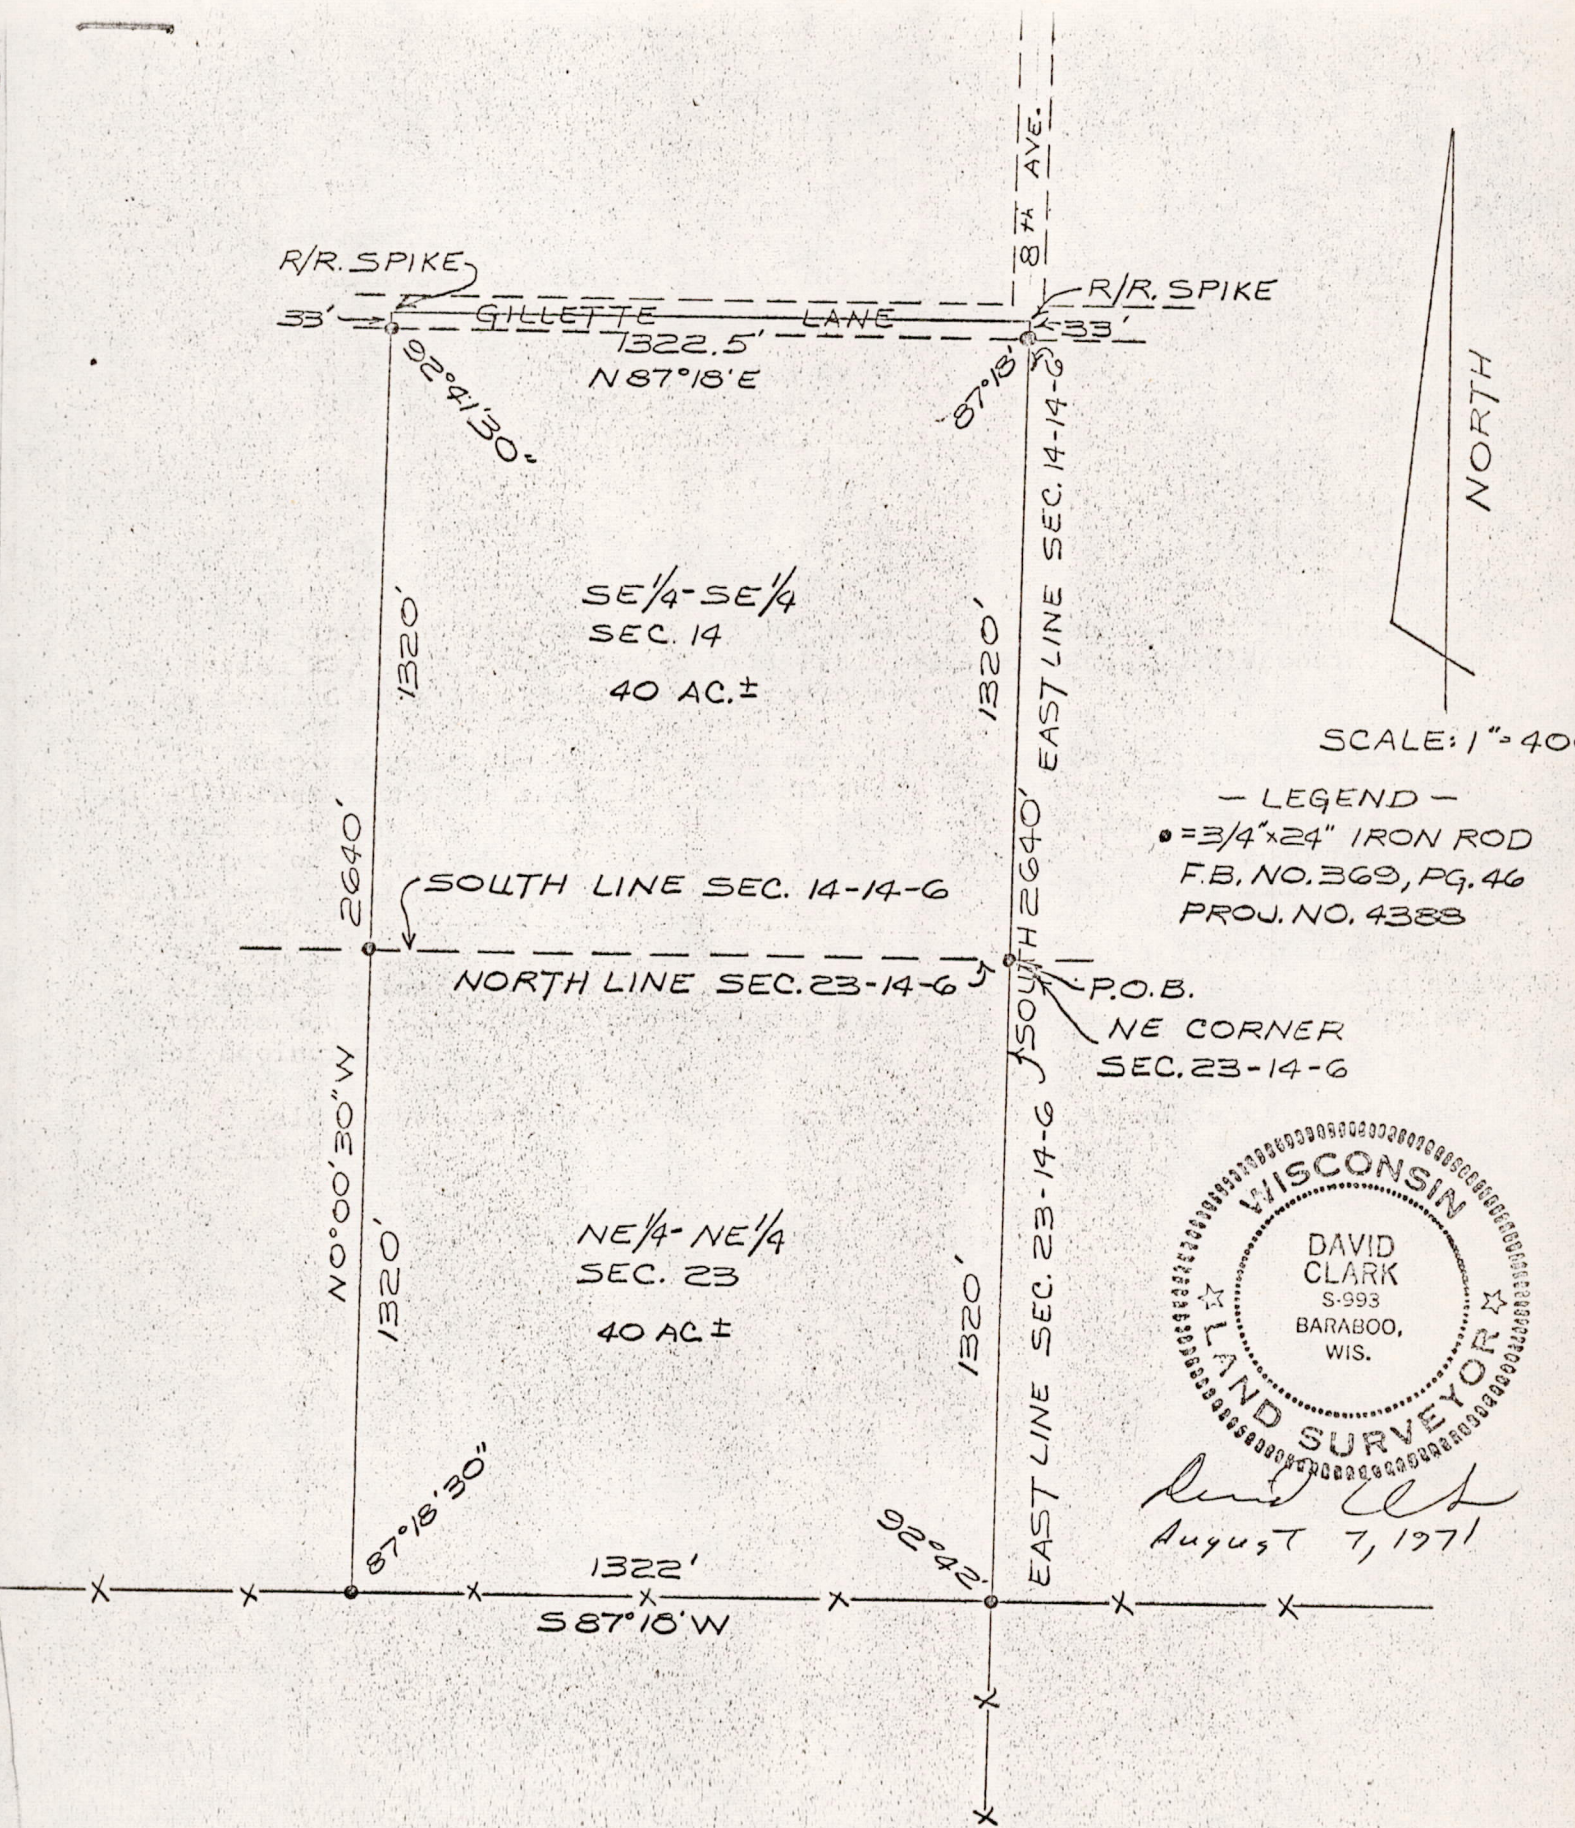 8TH AVE.
R/R. SPIKE
R/R. SPIKE
33'
GILLETTE LANE
33'
1322.5'
N 87°18'E
92°41'30"
87°18'
EAST LINE SEC. 14-14-6
NORTH
SE1/4-SE1/4
SEC. 14
40 AC.±
1320'
1320'
SCALE: 1"=40
— LEGEND —
=3/4"x24" IRON ROD
F.B. NO. 369, PG. 46
PROJ. NO. 4388
2640'
SOUTH 2640'
SOUTH LINE SEC. 14-14-6
NORTH LINE SEC. 23-14-6
P.O.B.
NE CORNER
SEC. 23-14-6
N0°00'30"W
1320'
NE1/4-NE1/4
SEC. 23
40 AC ±
1320'
EAST LINE SEC. 23-14-6
WISCONSIN
DAVID
CLARK
S-993
BARABOO,
WIS.
LAND SURVEYOR
David Clark
August 7, 1971
87°18'30"
92°42'
1322'
S 87°18'W